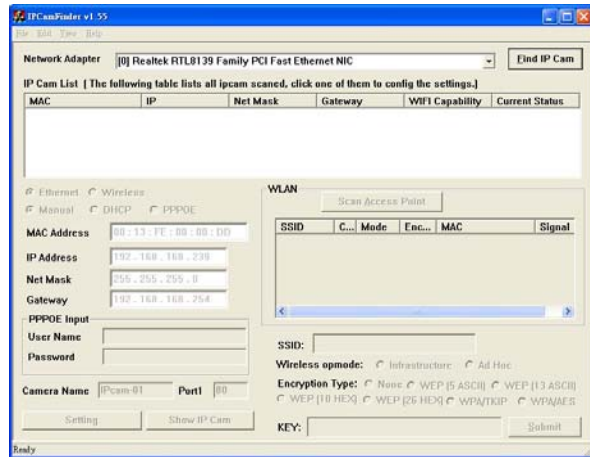 IPCamFinder v1.55
File Edit View Help
Network Adapter [0] Realtek RTL8139 Family PCI Fast Ethernet NIC Find IP Cam
IP Cam List [ The following table lists all ipcam scaned, click one of them to config the settings.]
MAC IP Net Mask Gateway WIFI Capability Current Status
Ethernet Wireless
Manual DHCP PPPOE
MAC Address 00 : 13 : FE : 00 : 00 : DD
IP Address 192 . 168 . 168 . 239
Net Mask 255 . 255 . 255 . 0
Gateway 192 . 168 . 168 . 254
PPPOE Input
User Name
Password
Camera Name IPcam-01 Port1 80
Setting Show IP Cam
WLAN
Scan Access Point
SSID C... Mode Enc... MAC Signal
SSID:
Wireless opmode: Infrastructure Ad Hoc
Encryption Type: None WEP (5 ASCII) WEP (13 ASCII)
WEP (10 HEX) WEP (26 HEX) WPA/TKIP WPA/AES
KEY: Submit
Ready